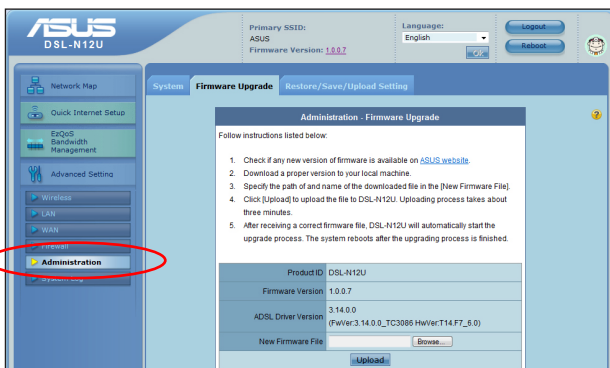 ASUS
DSL-N12U
Primary SSID:
ASUS
Firmware Version: 1.0.0.7
Language:
English
OK
Logout
Reboot
Network Map
Quick Internet Setup
EzQoS
Bandwidth
Management
Advanced Setting
Wireless
LAN
WAN
Firewall
Administration
System Log
System
Firmware Upgrade
Restore/Save/Upload Setting
Administration - Firmware Upgrade
Follow instructions listed below:
1. Check if any new version of firmware is available on ASUS website.
2. Download a proper version to your local machine.
3. Specify the path of and name of the downloaded file in the [New Firmware File].
4. Click [Upload] to upload the file to DSL-N12U. Uploading process takes about
three minutes.
5. After receiving a correct firmware file, DSL-N12U will automatically start the
upgrade process. The system reboots after the upgrading process is finished.
Product ID DSL-N12U
Firmware Version 1.0.0.7
ADSL Driver Version 3.14.0.0
(FwVer:3.14.0.0_TC3086 HwVer:T14.F7_6.0)
New Firmware File Browse...
Upload